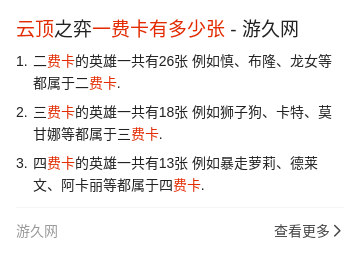 云顶之弈一费卡有多少张 - 游久网
1. 二费卡的英雄一共有26张 例如慎、布隆、龙女等
都属于二费卡.
2. 三费卡的英雄一共有18张 例如狮子狗、卡特、莫
甘娜等都属于三费卡.
3. 四费卡的英雄一共有13张 例如暴走萝莉、德莱
文、阿卡丽等都属于四费卡.
游久网 查看更多